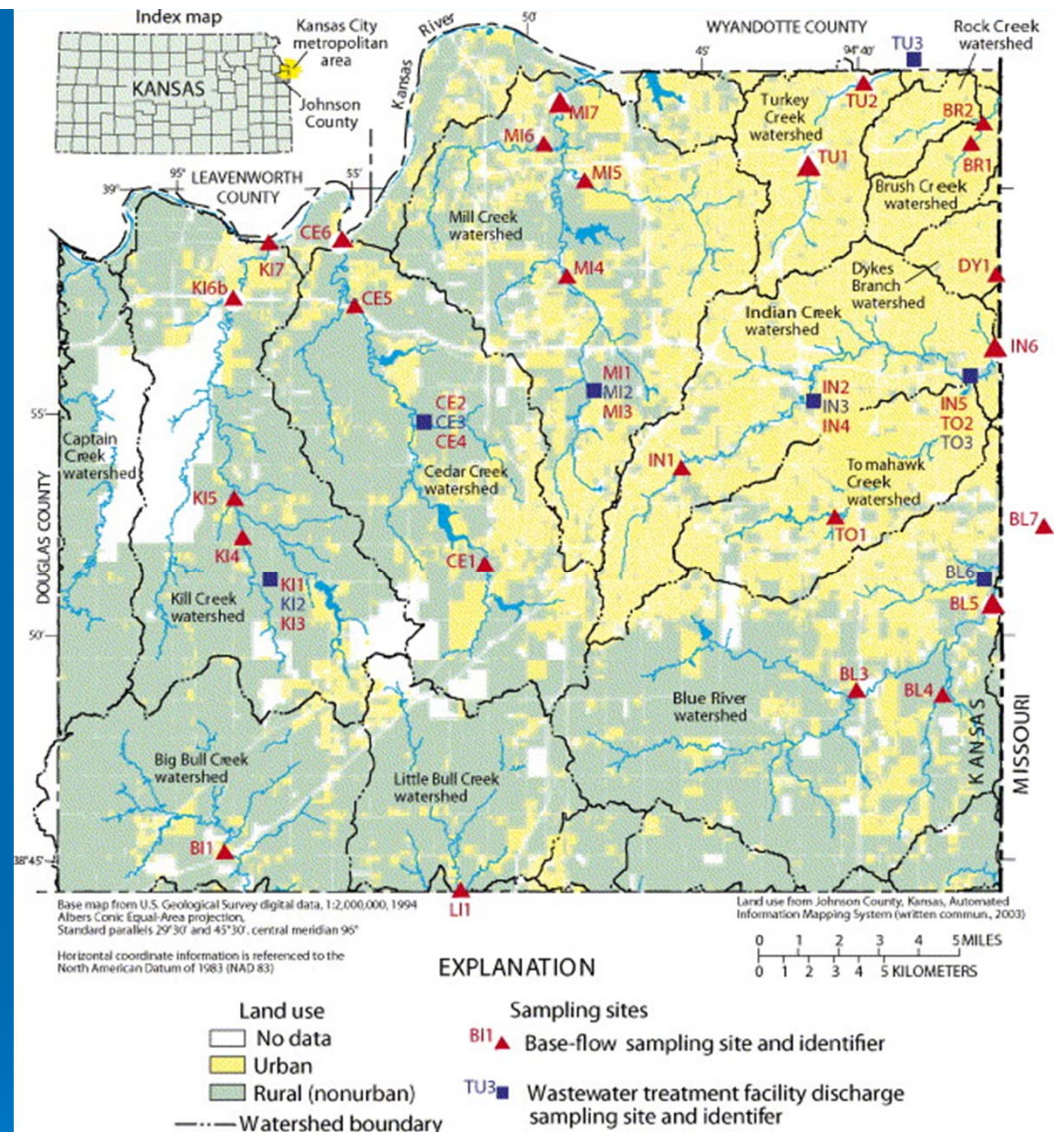 Index map
Kansas City
metropolitan
area
KANSAS
Johnson
County
River
Kansas
50'
WYANDOTTE COUNTY
Rock Creek
watershed
45
94°40'
TU3
TU2
Turkey
Creek
watershed
TU1
BR2
BR1
Brush Creek
watershed
MI7
MI6
MI5
Mill Creek
watershed
MI4
39°
95°
LEAVENWORTH
COUNTY
55'
CE6
KI7
KI6b
CE5
Dykes
Branch
watershed
DY1
Indian Creek
watershed
IN6
MI1
MI2
MI3
IN2
IN3
IN4
IN5
TO2
TO3
55'
CE2
CE3
CE4
Captain
Creek
watershed
Cedar Creek
watershed
IN1
Tomahawk
Creek
watershed
TO1
BL7
KI5
KI4
CE1
DOUGLAS COUNTY
KI1
KI2
KI3
Kill Creek
watershed
BL6
BL5
50'
BL3
BL4
Blue River
watershed
KANSAS
MISSOURI
Big Bull Creek
watershed
Little Bull Creek
watershed
BI1
38°45'
LI1
Base map from U.S. Geological Survey digital data, 1:2,000,000, 1994
Albers Conic Equal-Area projection,
Standard parallels 29°30' and 45°30', central meridian 96°
Horizontal coordinate information is referenced to the
North American Datum of 1983 (NAD 83)
Land use from Johnson County, Kansas, Automated
Information Mapping System (written commun., 2003)
0 1 2 3 4 5 MILES
0 1 2 3 4 5 KILOMETERS
EXPLANATION
Land use
No data
Urban
Rural (nonurban)
Watershed boundary
Sampling sites
BI1 Base-flow sampling site and identifier
TU3 Wastewater treatment facility discharge
sampling site and identifer